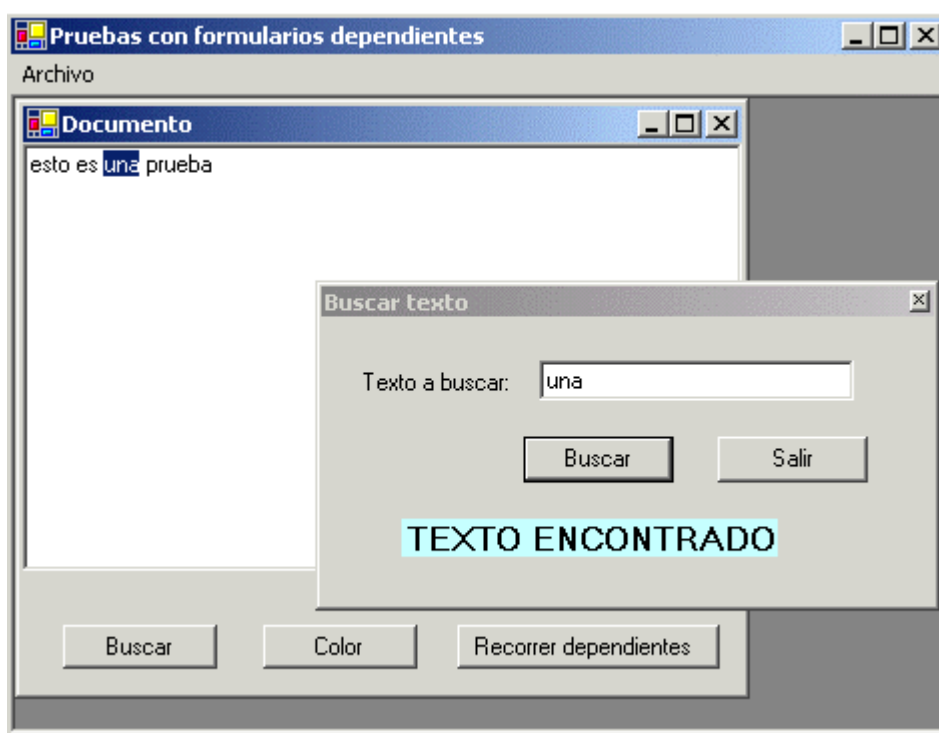 Pruebas con formularios dependientes
Archivo
Documento
esto es una prueba
Buscar texto
Texto a buscar: una
Buscar Salir
TEXTO ENCONTRADO
Buscar Color Recorrer dependientes